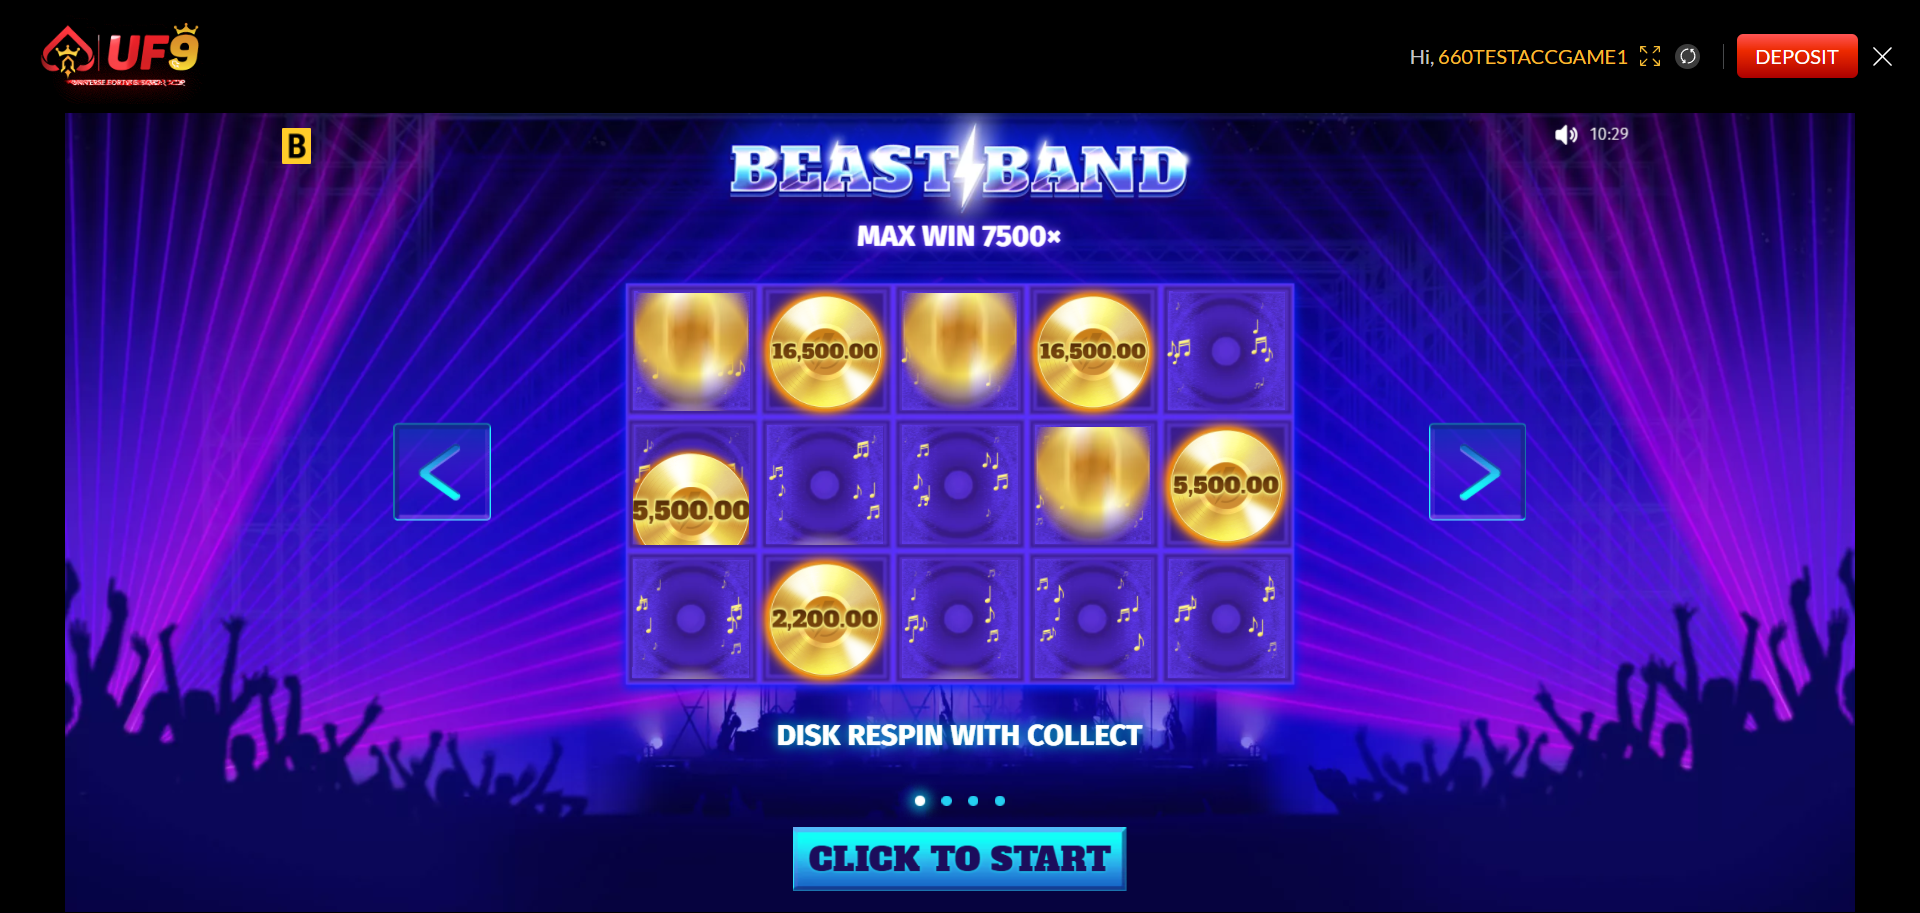 UF9
Hi, 660TESTACCGAME1
DEPOSIT
B
10:29
BEAST BAND
MAX WIN 7500×
16,500.00
16,500.00
5,500.00
5,500.00
2,200.00
DISK RESPIN WITH COLLECT
CLICK TO START